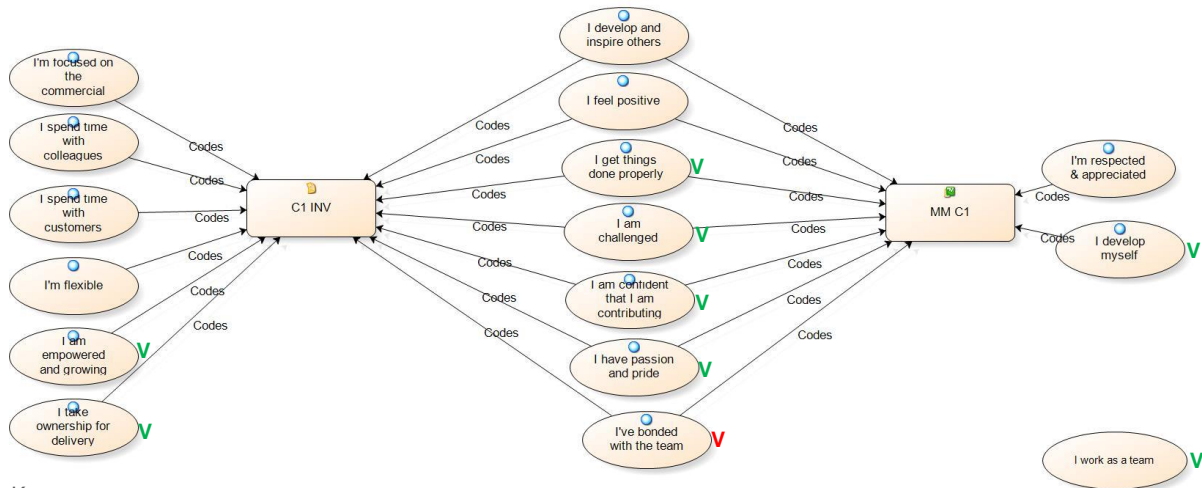 I'm focused on
the
commercial
I spend time
with
colleagues
I spend time
with
customers
I'm flexible
I am
empowered
and growing
V
I take
ownership for
delivery
V
Codes
Codes
Codes
Codes
Codes
Codes
C1 INV
Codes
Codes
Codes
Codes
Codes
Codes
Codes
I develop and
inspire others
I feel positive
I get things
done properly
V
I am
challenged
V
I am confident
that I am
contributing
V
I have passion
and pride
V
I've bonded
with the team
V
Codes
Codes
Codes
Codes
Codes
Codes
Codes
MM C1
Codes
Codes
I'm respected
& appreciated
I develop
myself
V
I work as a team
V